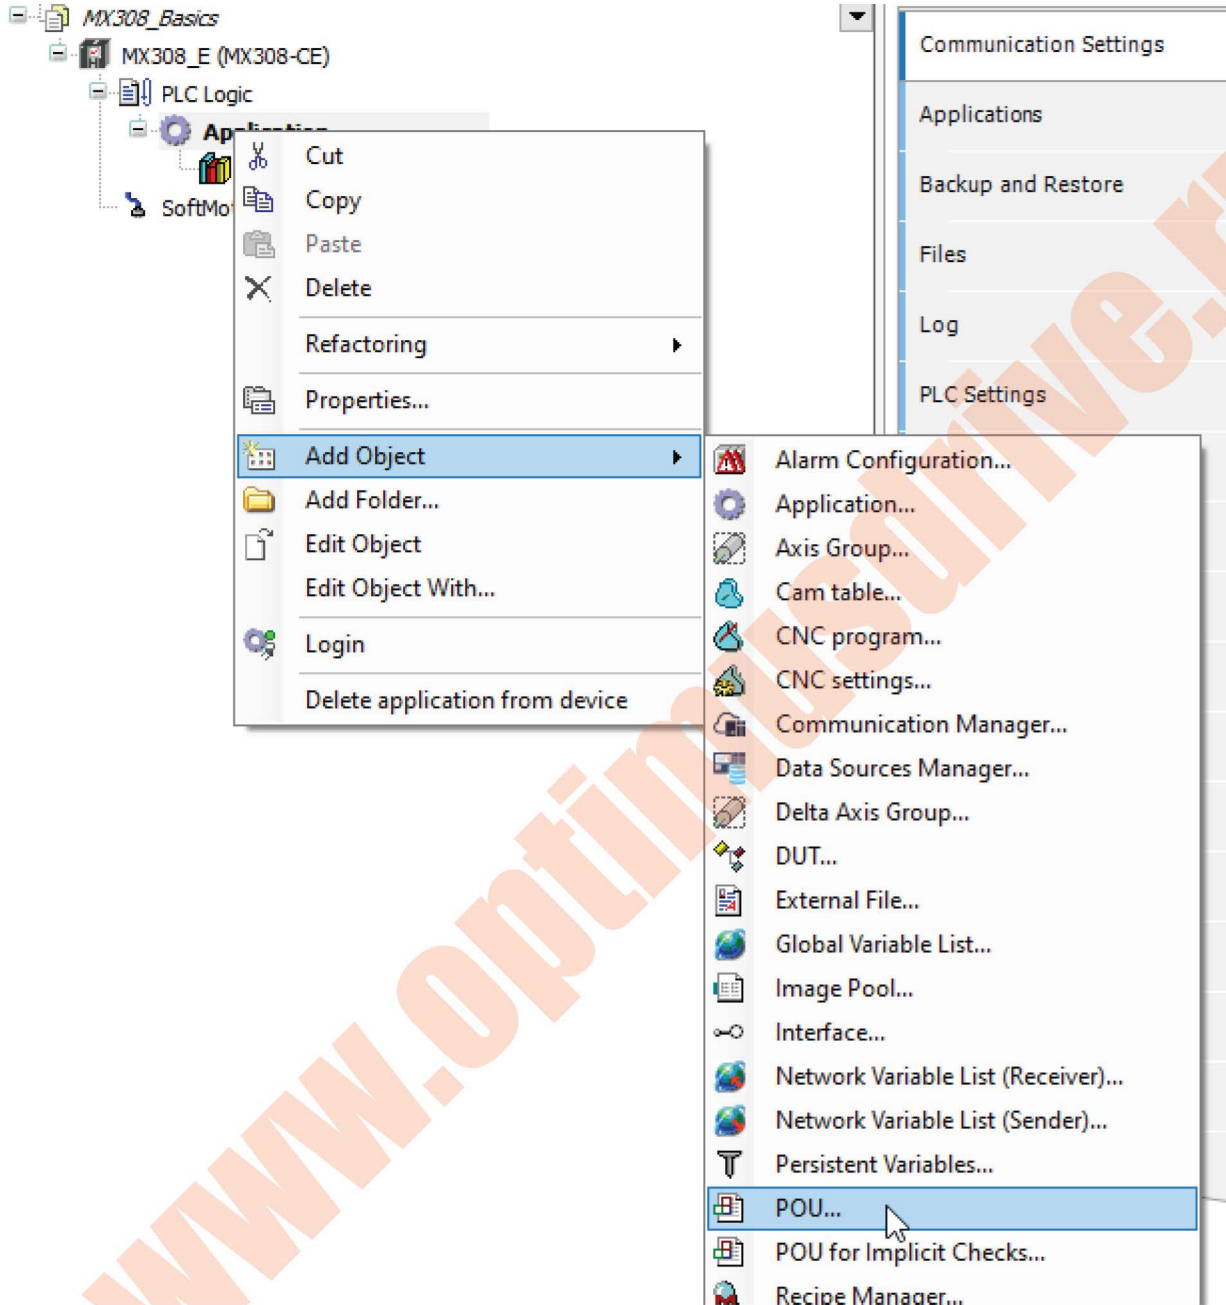 MX308_Basics
MX308_E (MX308-CE)
PLC Logic
Application
SoftMot
Cut
Copy
Paste
Delete
Refactoring
Properties...
Add Object
Add Folder...
Edit Object
Edit Object With...
Login
Delete application from device
Communication Settings
Applications
Backup and Restore
Files
Log
PLC Settings
Alarm Configuration...
Application...
Axis Group...
Cam table...
CNC program...
CNC settings...
Communication Manager...
Data Sources Manager...
Delta Axis Group...
DUT...
External File...
Global Variable List...
Image Pool...
Interface...
Network Variable List (Receiver)...
Network Variable List (Sender)...
Persistent Variables...
POU...
POU for Implicit Checks...
Recipe Manager...
www.optimusdrive.r